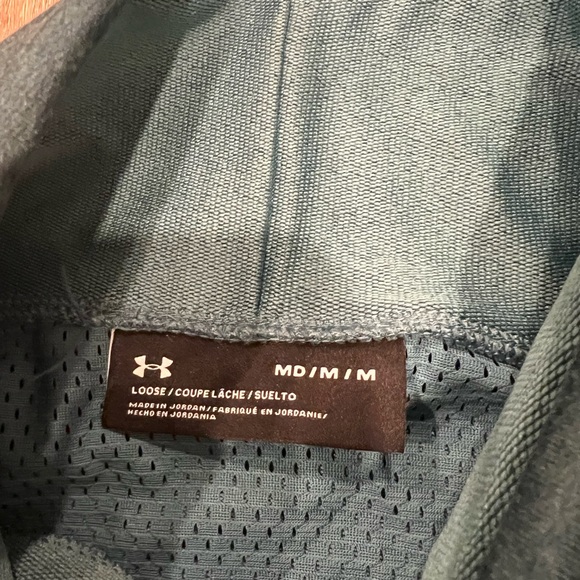 MD/M/M
LOOSE/COUPE LÂCHE/SUELTO
MADE IN JORDAN/FABRIQUÉ EN JORDANIE/
HECHO EN JORDANIA